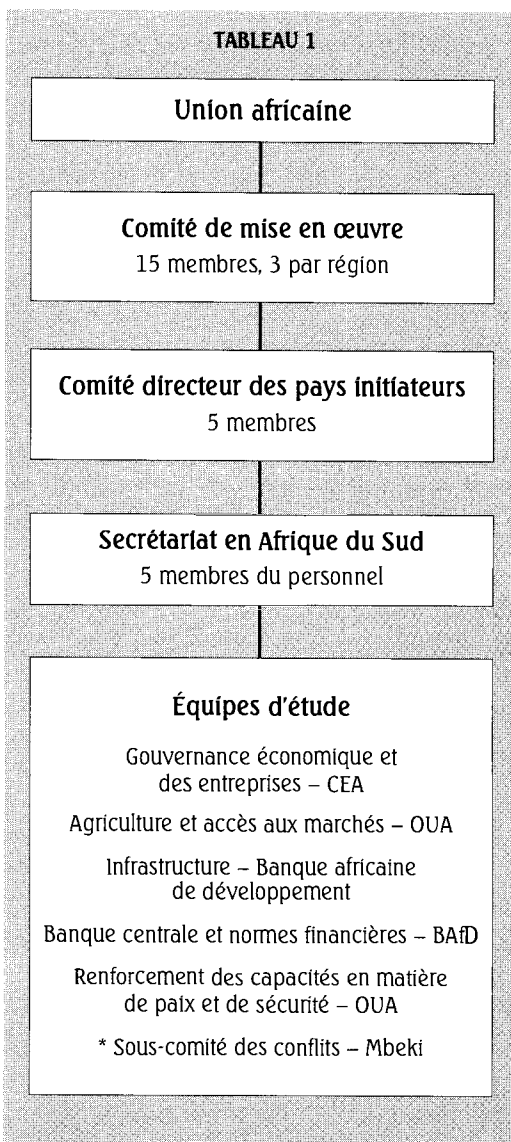 TABLEAU 1
Union africaine
Comité de mise en œuvre
15 membres, 3 par région
Comité directeur des pays initiateurs
5 membres
Secrétariat en Afrique du Sud
5 membres du personnel
Équipes d'étude
Gouvernance économique et
des entreprises – CEA
Agriculture et accès aux marchés – OUA
Infrastructure – Banque africaine
de développement
Banque centrale et normes financières – BAfD
Renforcement des capacités en matière
de paix et de sécurité – OUA
* Sous-comité des conflits – Mbeki